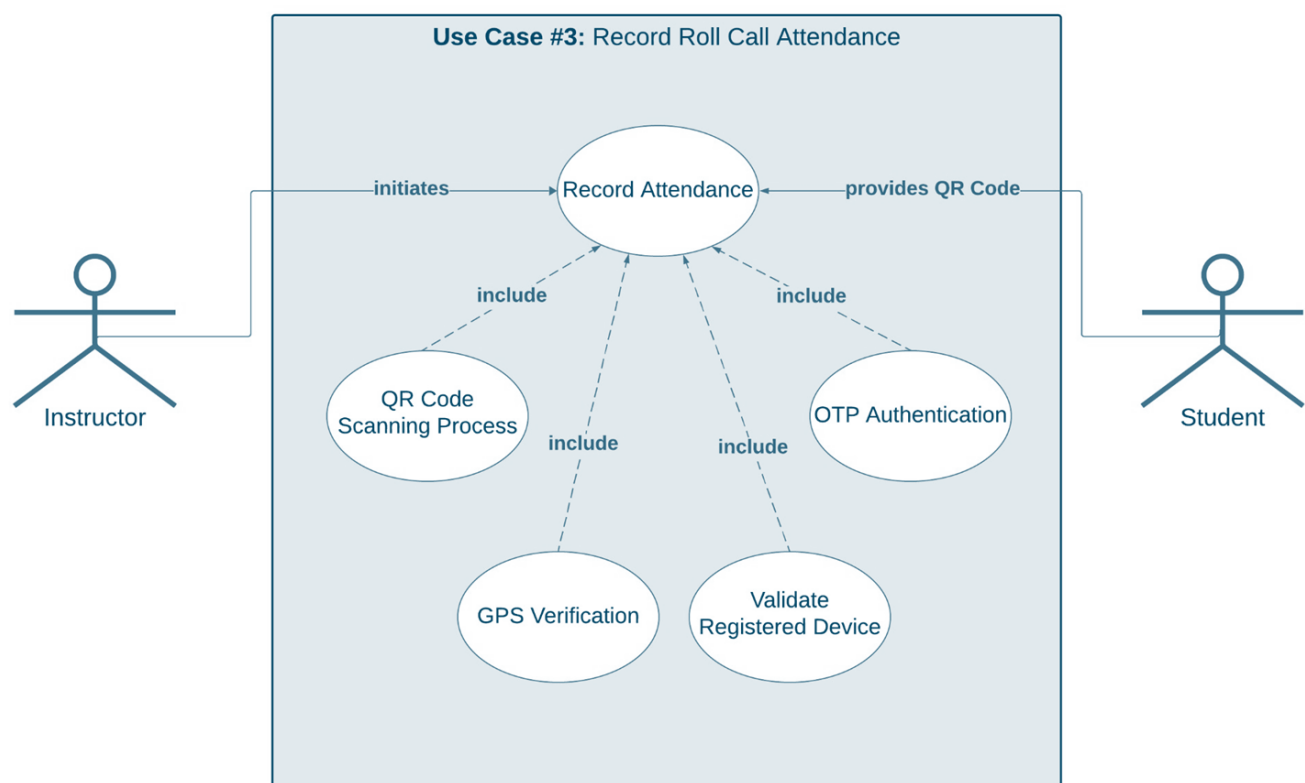 Use Case #3: Record Roll Call Attendance
initiates
Record Attendance
provides QR Code
include
include
QR Code
Scanning Process
OTP Authentication
Instructor
Student
include
include
GPS Verification
Validate
Registered Device